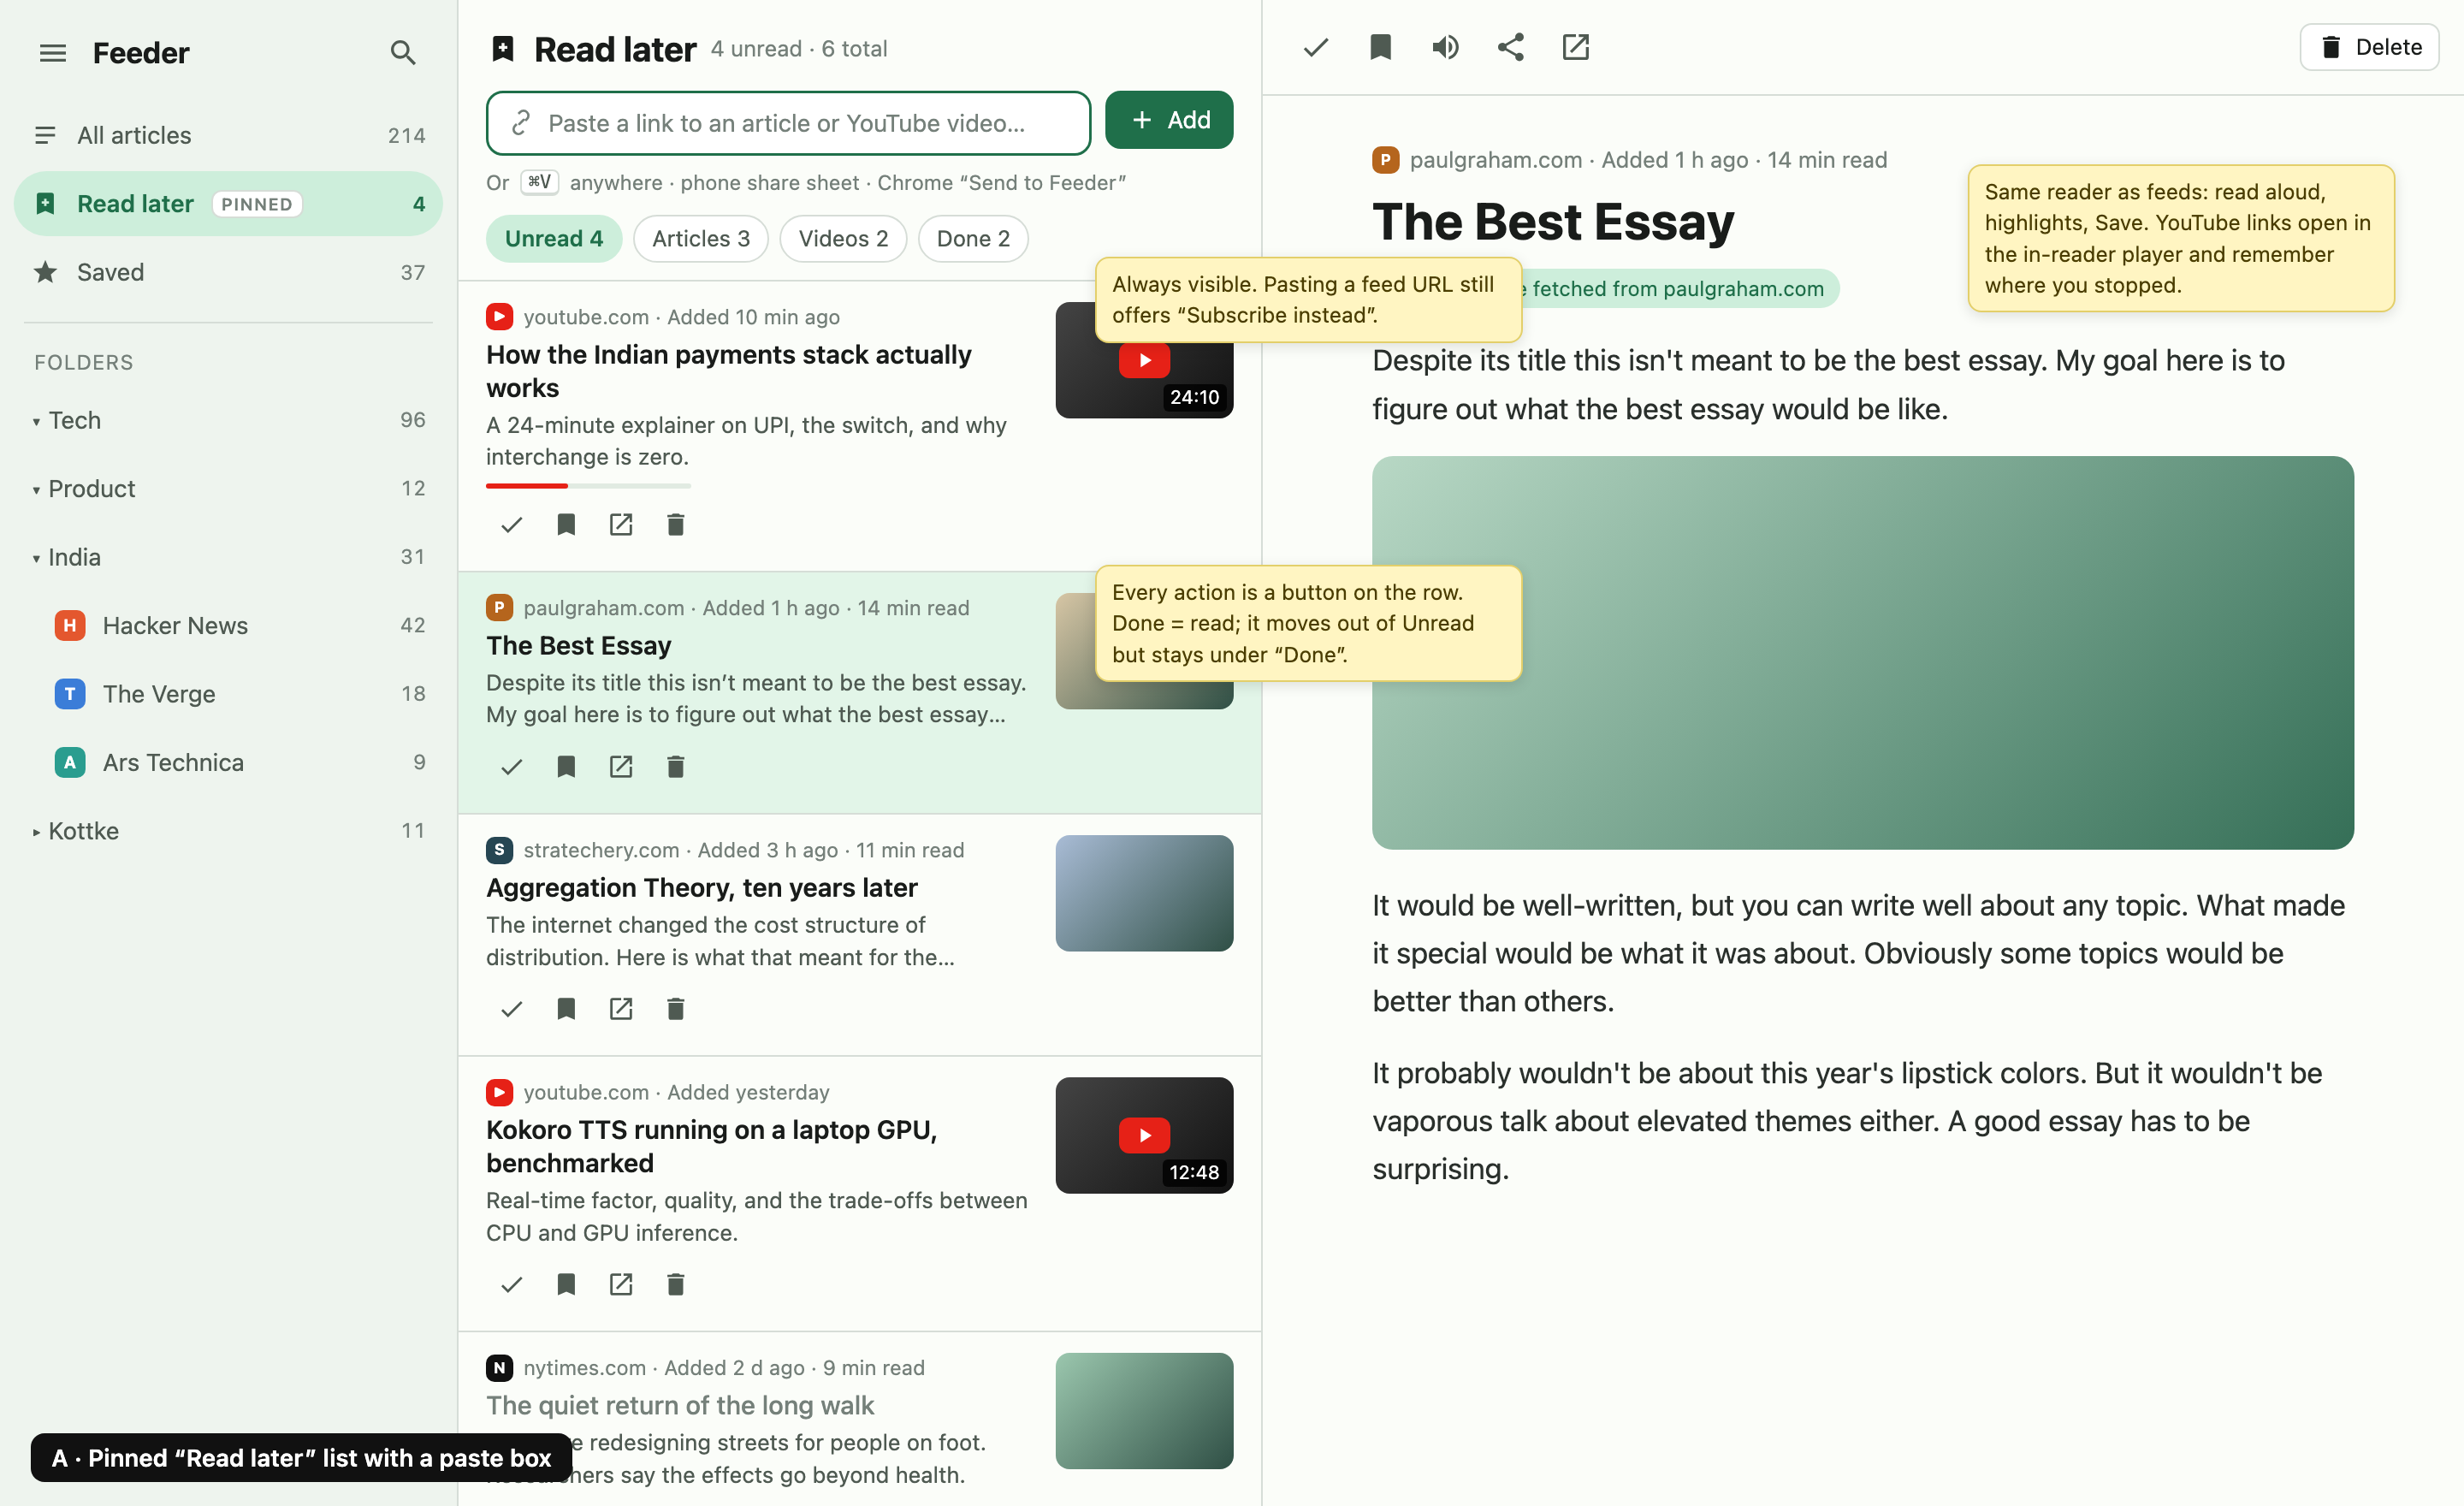 Feeder
All articles 214
Read later PINNED 4
Saved 37
FOLDERS
Tech 96
Product 12
India 31
H Hacker News 42
T The Verge 18
A Ars Technica 9
Kottke 11
A · Pinned “Read later” list with a paste box
Read later 4 unread · 6 total
Paste a link to an article or YouTube video...
+ Add
Or ⌘V anywhere · phone share sheet · Chrome “Send to Feeder”
Unread 4 Articles 3 Videos 2 Done 2
Always visible. Pasting a feed URL still
offers “Subscribe instead”.
youtube.com · Added 10 min ago
How the Indian payments stack actually
works
A 24-minute explainer on UPI, the switch, and why
interchange is zero.
24:10
Every action is a button on the row.
Done = read; it moves out of Unread
but stays under “Done”.
P paulgraham.com · Added 1 h ago · 14 min read
The Best Essay
Despite its title this isn’t meant to be the best essay.
My goal here is to figure out what the best essay...
S stratechery.com · Added 3 h ago · 11 min read
Aggregation Theory, ten years later
The internet changed the cost structure of
distribution. Here is what that meant for the...
youtube.com · Added yesterday
Kokoro TTS running on a laptop GPU,
benchmarked
Real-time factor, quality, and the trade-offs between
CPU and GPU inference.
12:48
N nytimes.com · Added 2 d ago · 9 min read
The quiet return of the long walk
redesigning streets for people on foot.
say the effects go beyond health.
Delete
P paulgraham.com · Added 1 h ago · 14 min read
The Best Essay
fetched from paulgraham.com
Same reader as feeds: read aloud,
highlights, Save. YouTube links open in
the in-reader player and remember
where you stopped.
Despite its title this isn't meant to be the best essay. My goal here is to
figure out what the best essay would be like.
It would be well-written, but you can write well about any topic. What made
it special would be what it was about. Obviously some topics would be
better than others.
It probably wouldn't be about this year's lipstick colors. But it wouldn't be
vaporous talk about elevated themes either. A good essay has to be
surprising.